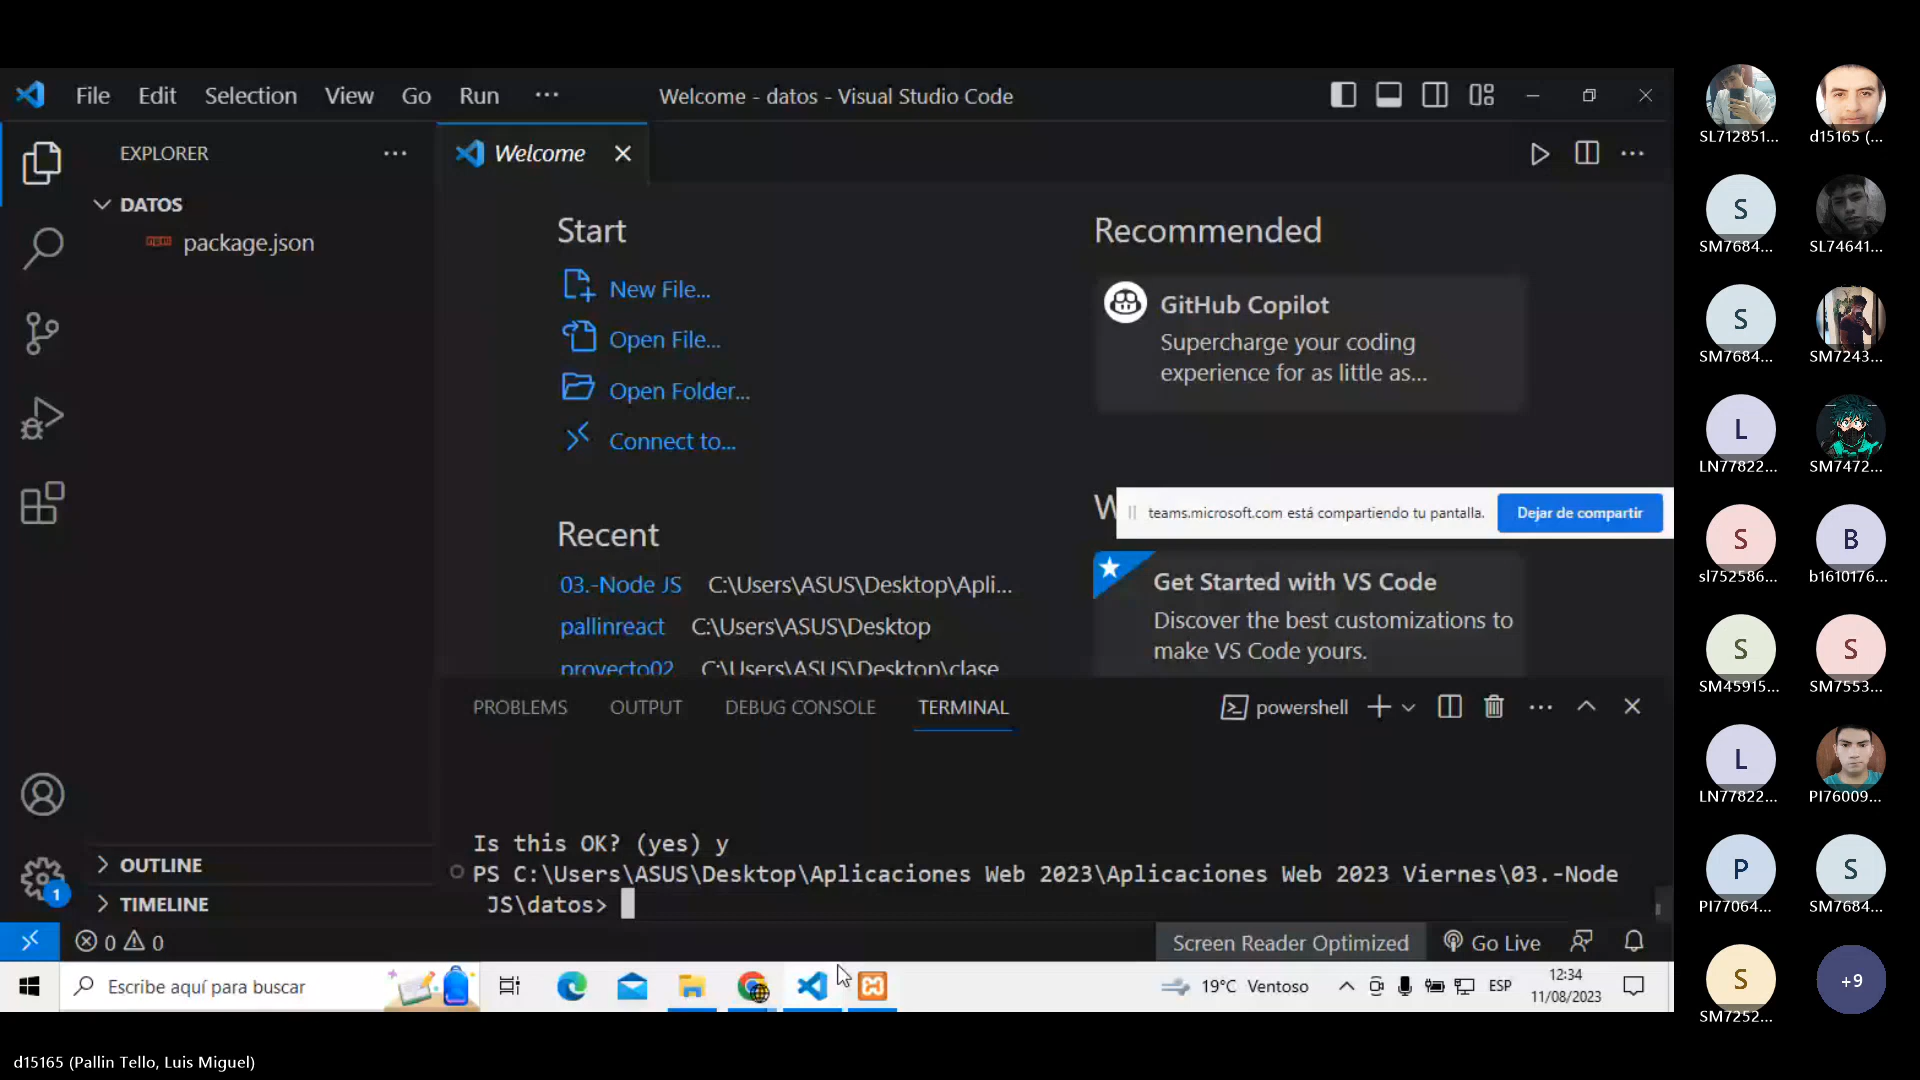 File Edit Selection View Go Run ···
Welcome - datos - Visual Studio Code
EXPLORER
Welcome
DATOS
package.json
Start
New File...
Open File...
Open Folder...
Connect to...
Recent
03.-Node JS C:\Users\ASUS\Desktop\Apli...
pallinreact C:\Users\ASUS\Desktop
proyecto02 C:\Users\ASUS\Desktop\clase
Recommended
GitHub Copilot
Supercharge your coding
experience for as little as...
W
teams.microsoft.com está compartiendo tu pantalla.
Dejar de compartir
Get Started with VS Code
Discover the best customizations to
make VS Code yours.
PROBLEMS OUTPUT DEBUG CONSOLE TERMINAL
powershell
Is this OK? (yes) y
PS C:\Users\ASUS\Desktop\Aplicaciones Web 2023\Aplicaciones Web 2023 Viernes\03.-Node
JS\datos>
OUTLINE
TIMELINE
1
0 0
Screen Reader Optimized
Go Live
Escribe aquí para buscar
19°C Ventoso
ESP
12:34
11/08/2023
SL712851...
d15165 (...
S
SM7684...
SL74641...
S
SM7684...
SM7243...
L
LN77822...
SM7472...
S
sl752586...
B
b1610176...
S
SM45915...
S
SM7553...
L
LN77822...
PI76009...
P
PI77064...
S
SM7684...
S
SM7252...
+9
d15165 (Pallin Tello, Luis Miguel)